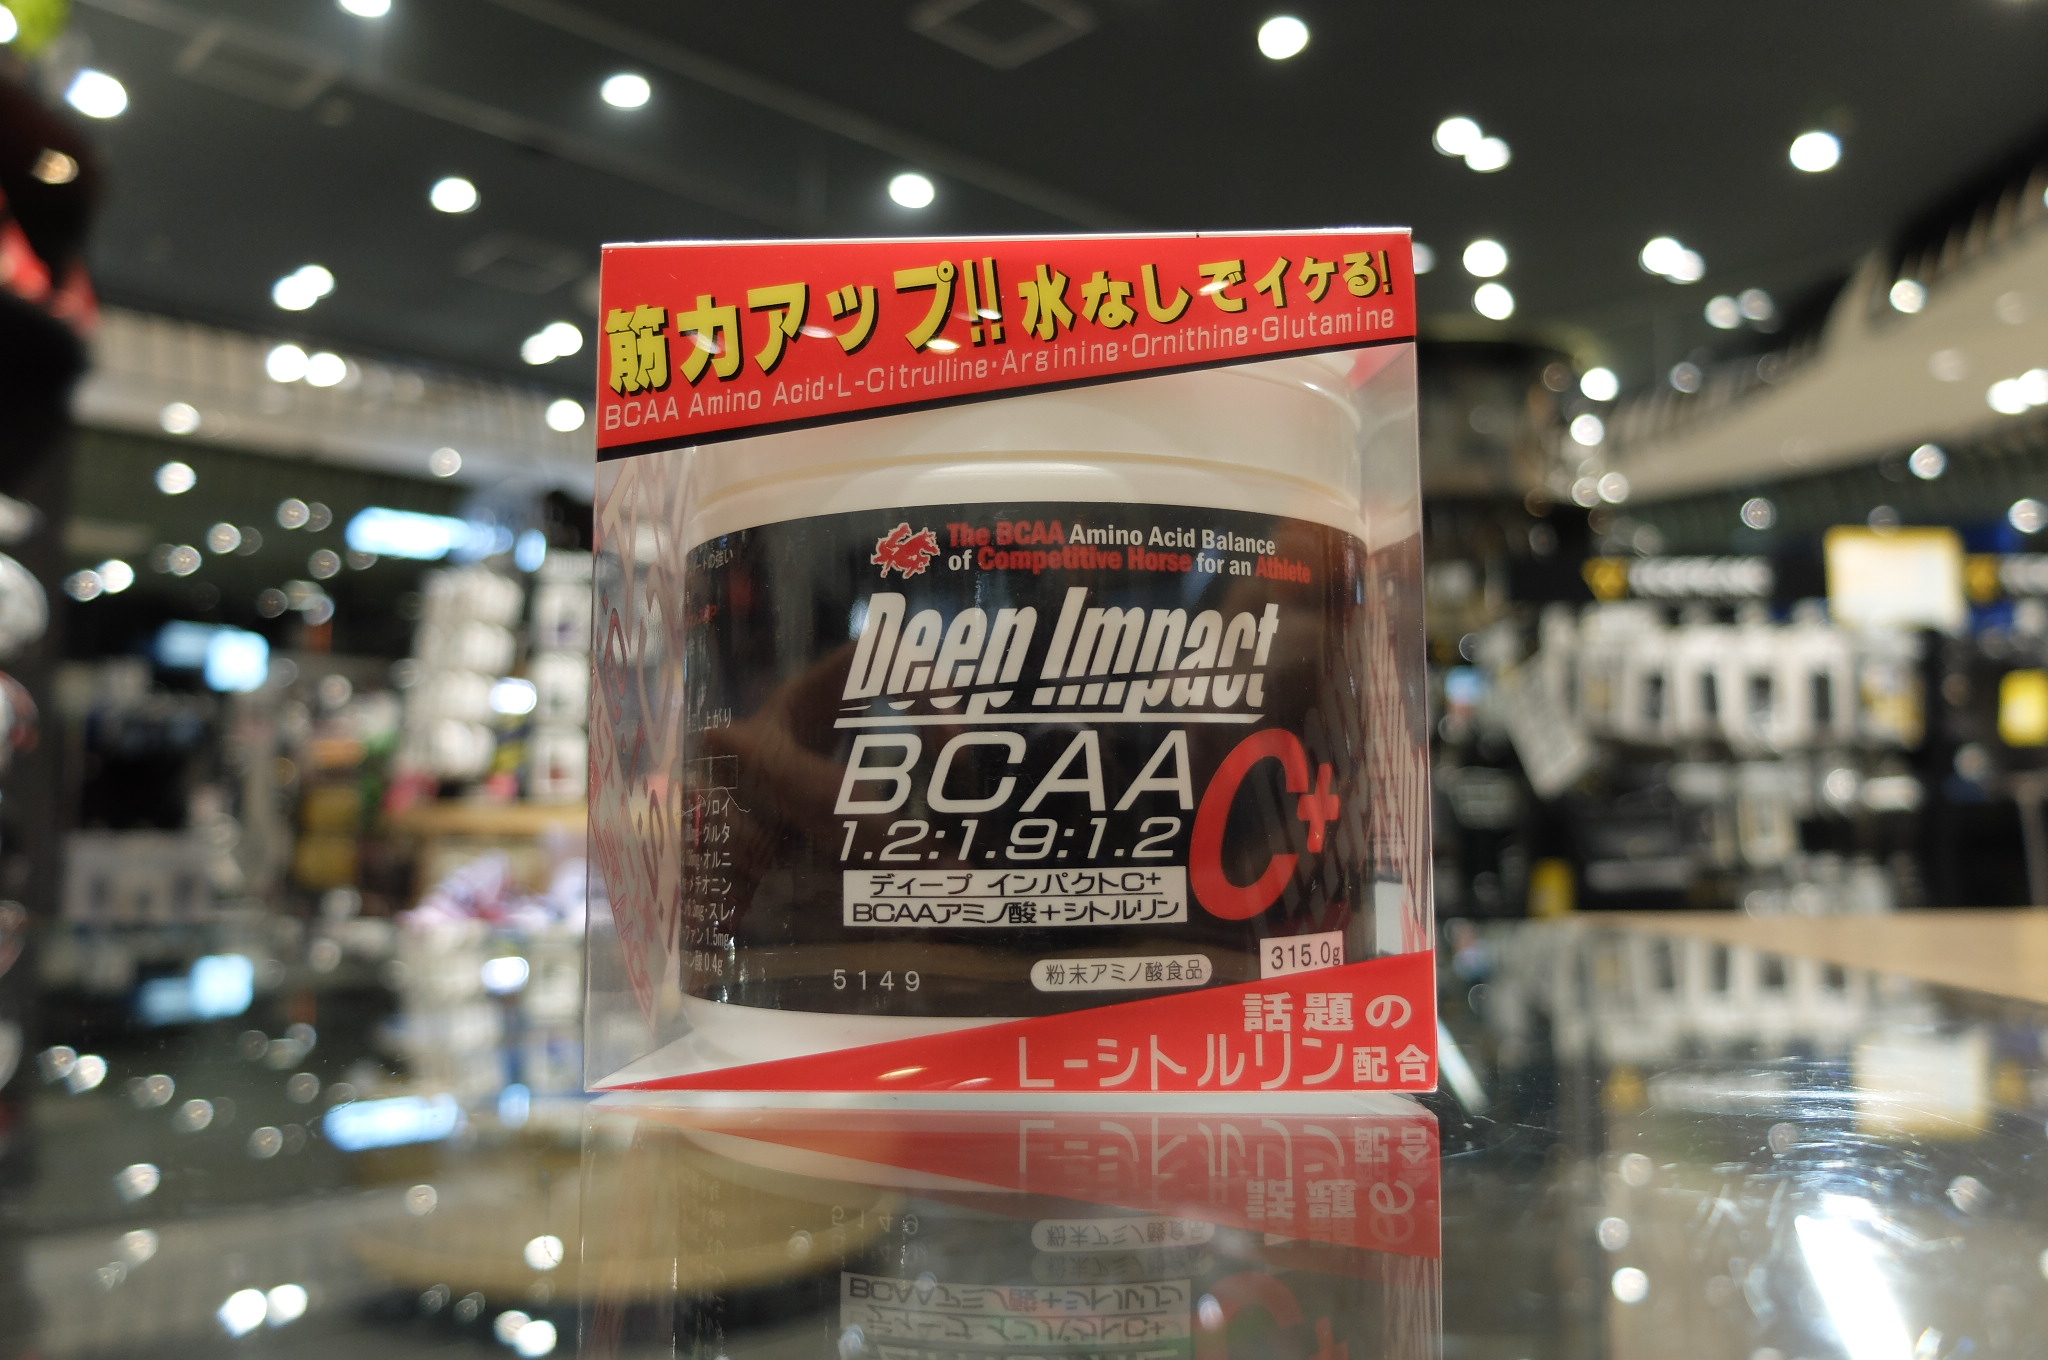 筋力アップ!!水なしでイケる!
BCAA Amino Acid・L-Citrulline・Arginine・Ornithine・Glutamine
The BCAA Amino Acid Balance
of Competitive Horse for an Athlete
Deep Impact
BCAA C+
1.2:1.9:1.2
ディープ インパクトC+
BCAAアミノ酸+シトルリン
315.0g
5149
粉末アミノ酸食品
話題の
L-シトルリン配合